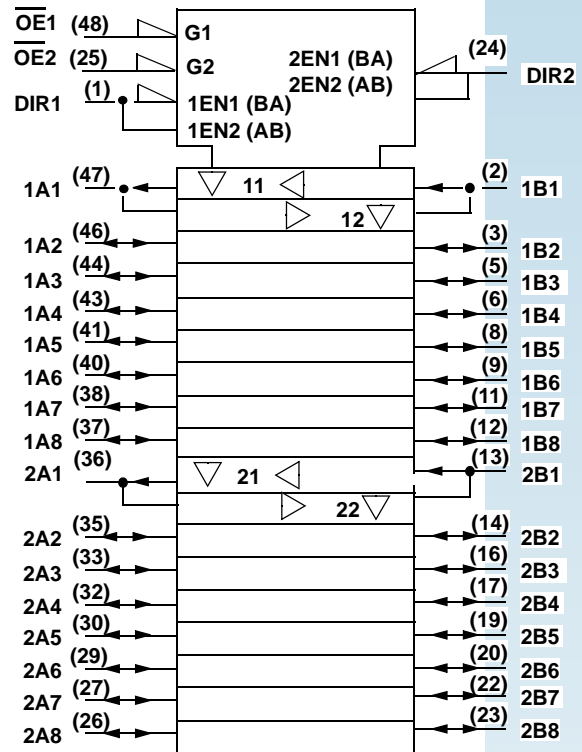 OE1 (48) G1
OE2 (25) G2 2EN1 (BA) (24) DIR2
DIR1 (1) 1EN1 (BA) 2EN2 (AB)
1EN2 (AB)
1A1 (47) 11 (2) 1B1
12
1A2 (46) (3) 1B2
1A3 (44) (5) 1B3
1A4 (43) (6) 1B4
1A5 (41) (8) 1B5
1A6 (40) (9) 1B6
1A7 (38) (11) 1B7
1A8 (37) (12) 1B8
2A1 (36) 21 (13) 2B1
22
2A2 (35) (14) 2B2
2A3 (33) (16) 2B3
2A4 (32) (17) 2B4
2A5 (30) (19) 2B5
2A6 (29) (20) 2B6
2A7 (27) (22) 2B7
2A8 (26) (23) 2B8